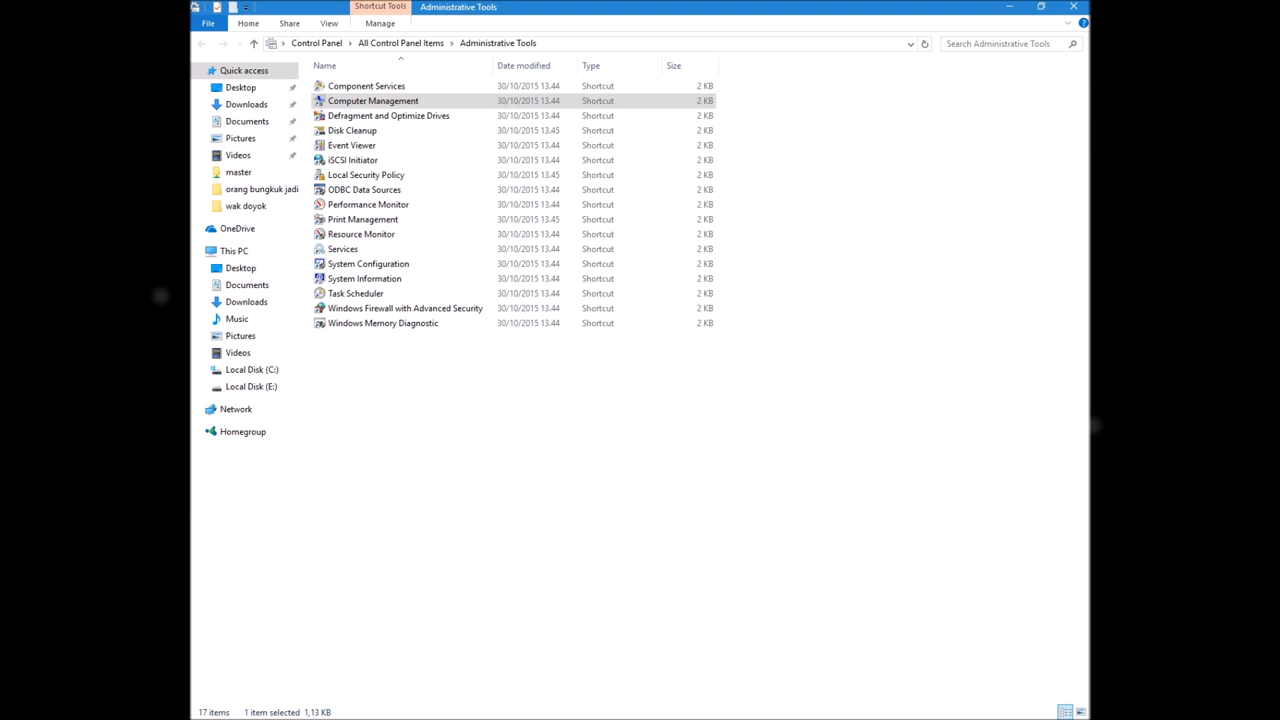 Shortcut Tools Administrative Tools
File Home Share View Manage
Control Panel All Control Panel Items Administrative Tools Search Administrative Tools
Name Date modified Type Size
Quick access
Desktop
Downloads
Documents
Pictures
Videos
master
orang bungkuk jadi
wak doyok
OneDrive
This PC
Desktop
Documents
Downloads
Music
Pictures
Videos
Local Disk (C:)
Local Disk (E:)
Network
Homegroup
Component Services 30/10/2015 13.44 Shortcut 2 KB
Computer Management 30/10/2015 13.44 Shortcut 2 KB
Defragment and Optimize Drives 30/10/2015 13.44 Shortcut 2 KB
Disk Cleanup 30/10/2015 13.45 Shortcut 2 KB
Event Viewer 30/10/2015 13.44 Shortcut 2 KB
iSCSI Initiator 30/10/2015 13.44 Shortcut 2 KB
Local Security Policy 30/10/2015 13.45 Shortcut 2 KB
ODBC Data Sources 30/10/2015 13.44 Shortcut 2 KB
Performance Monitor 30/10/2015 13.44 Shortcut 2 KB
Print Management 30/10/2015 13.45 Shortcut 2 KB
Resource Monitor 30/10/2015 13.44 Shortcut 2 KB
Services 30/10/2015 13.44 Shortcut 2 KB
System Configuration 30/10/2015 13.44 Shortcut 2 KB
System Information 30/10/2015 13.44 Shortcut 2 KB
Task Scheduler 30/10/2015 13.44 Shortcut 2 KB
Windows Firewall with Advanced Security 30/10/2015 13.44 Shortcut 2 KB
Windows Memory Diagnostic 30/10/2015 13.44 Shortcut 2 KB
17 items 1 item selected 1,13 KB